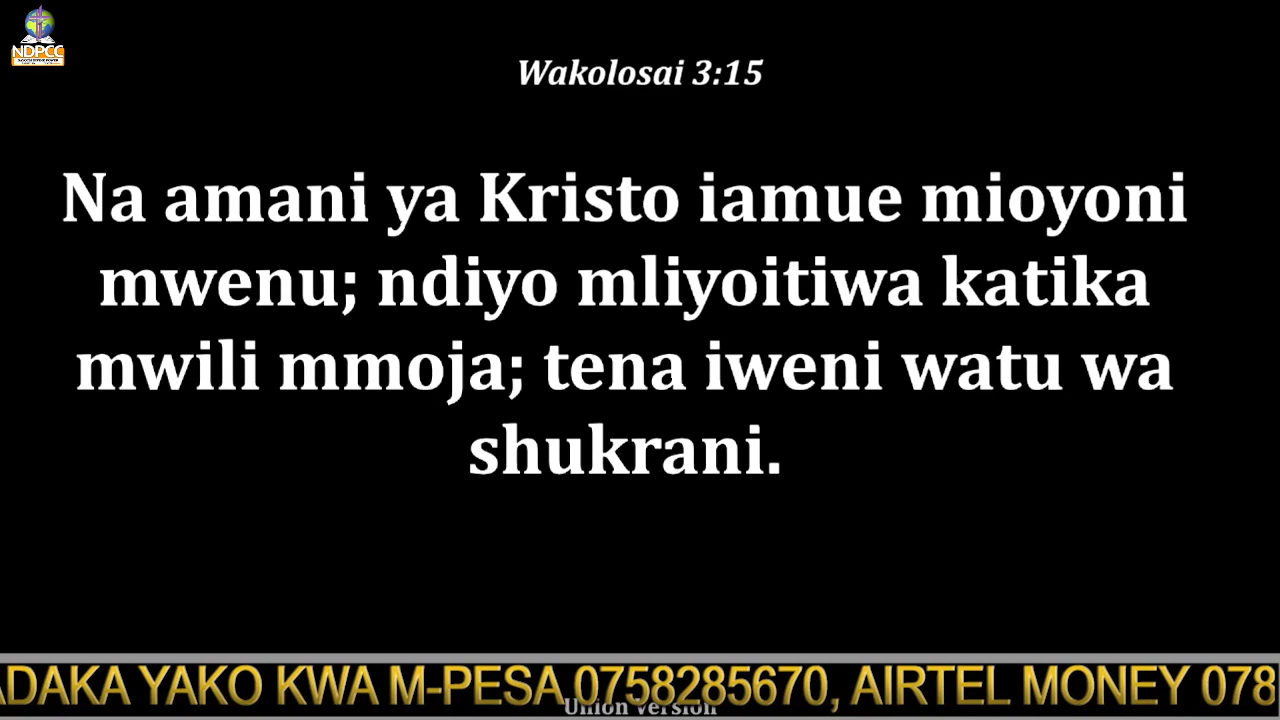 NDPCC
Wakolosai 3:15
Na amani ya Kristo iamue mioyoni
mwenu; ndiyo mliyoitiwa katika
mwili mmoja; tena iweni watu wa
shukrani.
ADAKA YAKO KWA M-PESA 0758285670, AIRTEL MONEY 078
Union Version